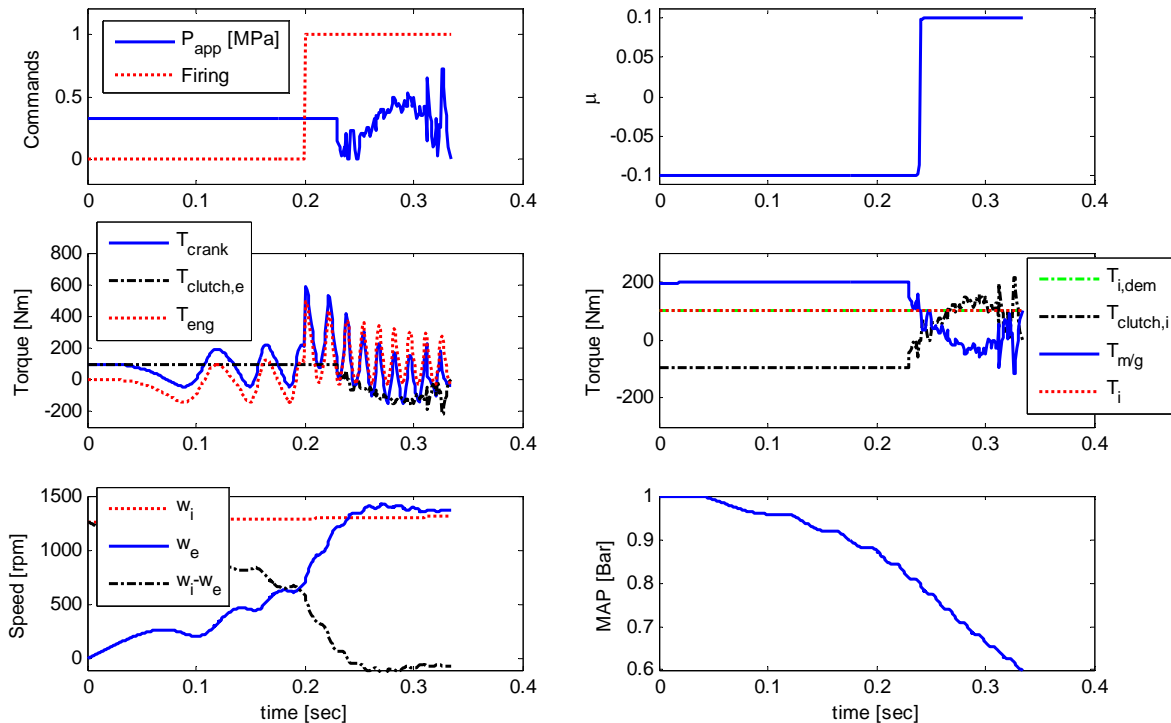 1
0.5
0
Commands
P_app [MPa]
Firing
0 0.1 0.2 0.3 0.4
0.1
0.05
0
-0.05
-0.1
μ
0 0.1 0.2 0.3 0.4
800
600
400
200
0
-200
Torque [Nm]
T_crank
T_clutch,e
T_eng
0 0.1 0.2 0.3 0.4
200
0
-200
Torque [Nm]
T_i,dem
T_clutch,i
T_m/g
T_i
0 0.1 0.2 0.3 0.4
1500
1000
500
0
Speed [rpm]
w_i
w_e
w_i-w_e
0 0.1 0.2 0.3 0.4
time [sec]
1
0.9
0.8
0.7
0.6
MAP [Bar]
0 0.1 0.2 0.3 0.4
time [sec]